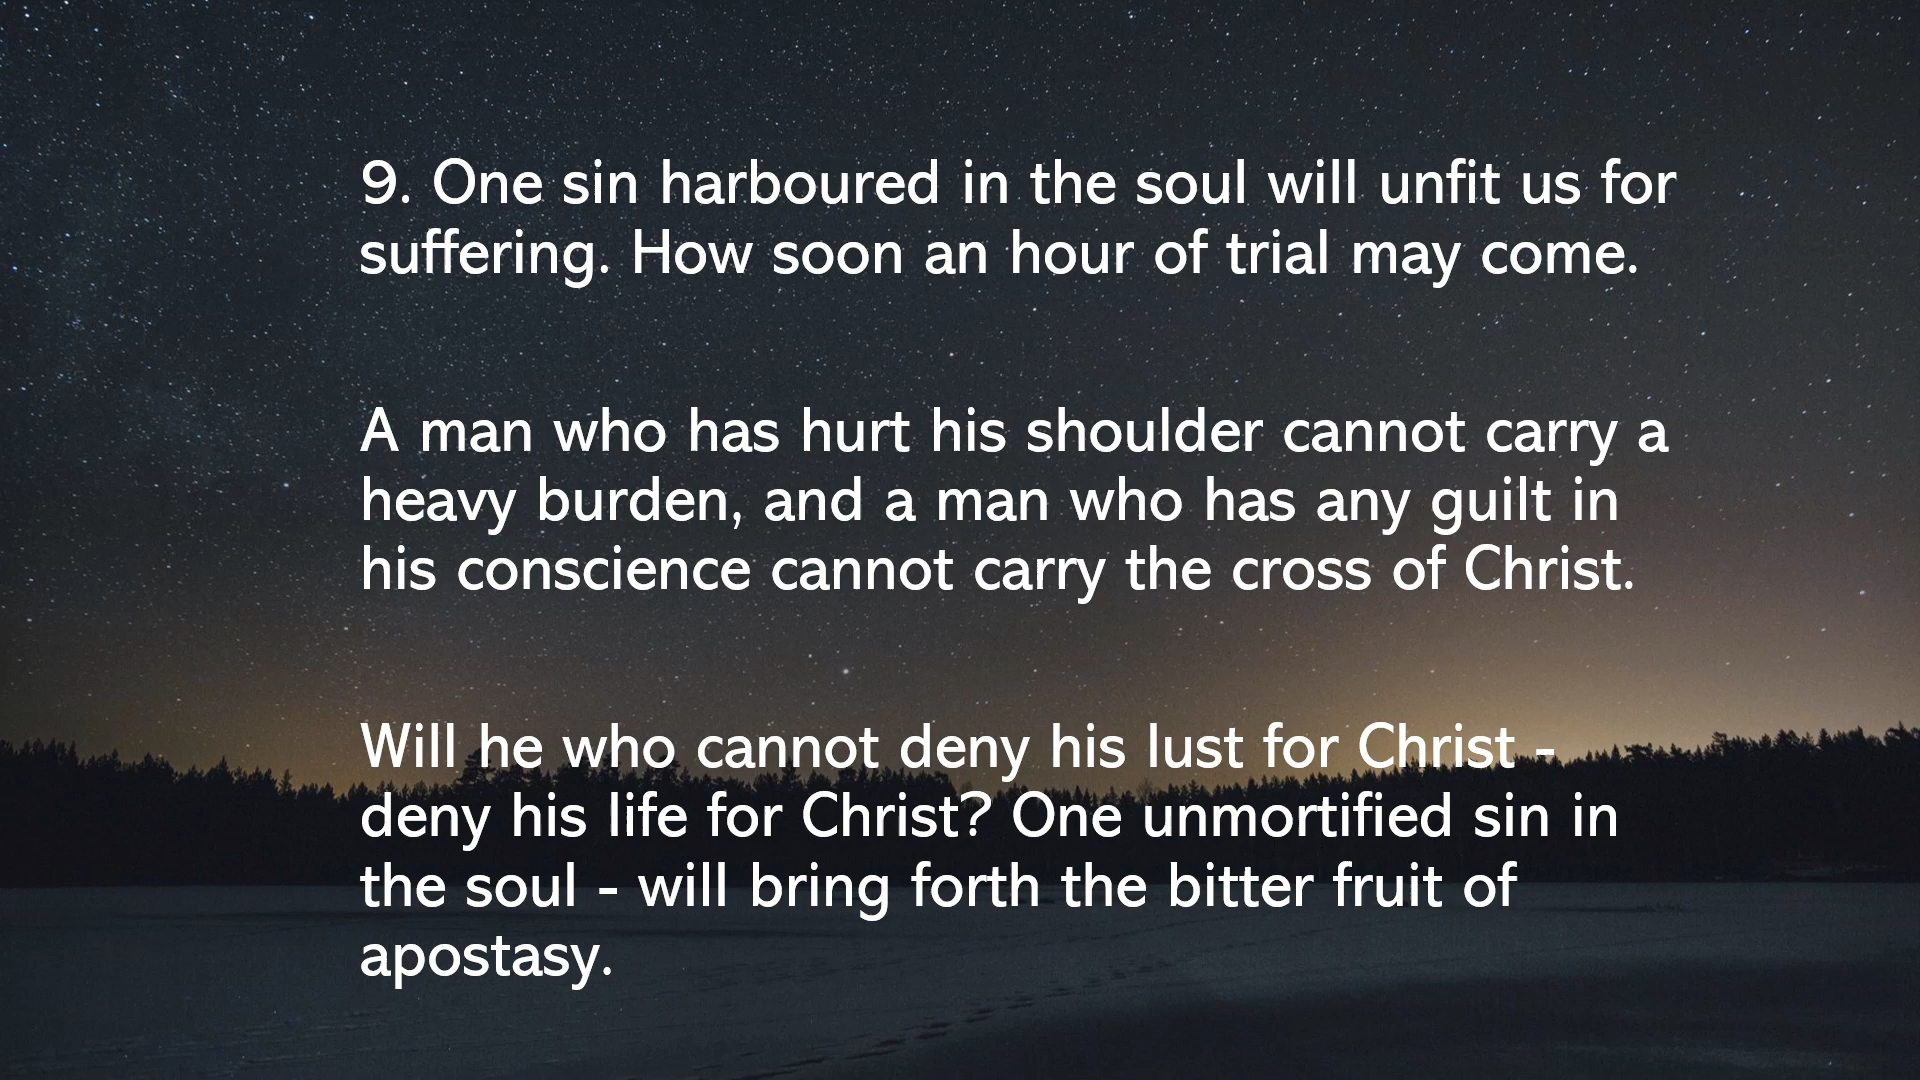 9. One sin harboured in the soul will unfit us for
suffering. How soon an hour of trial may come.
A man who has hurt his shoulder cannot carry a
heavy burden, and a man who has any guilt in
his conscience cannot carry the cross of Christ.
Will he who cannot deny his lust for Christ -
deny his life for Christ? One unmortified sin in
the soul - will bring forth the bitter fruit of
apostasy.